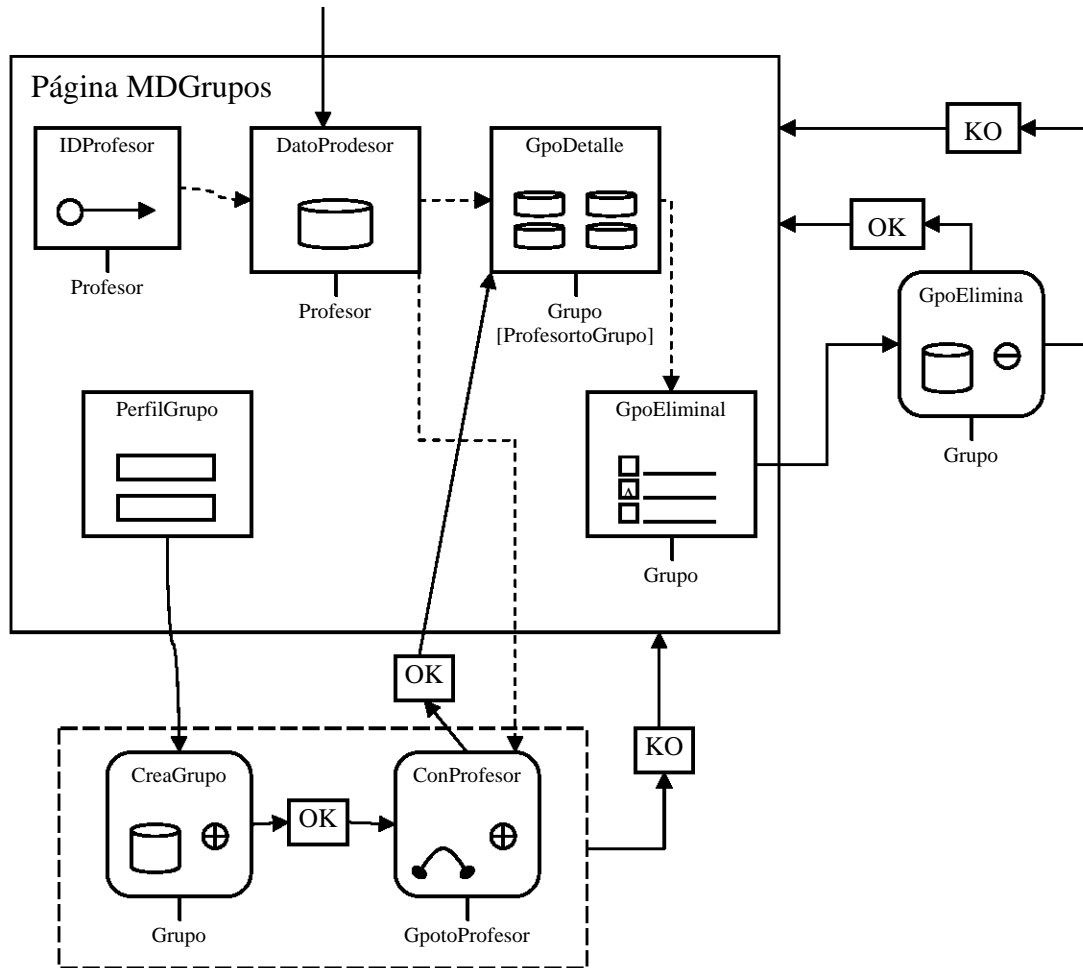 Página MDGrupos
IDProfesor
DatoProdesor
GpoDetalle
KO
OK
Profesor
Profesor
Grupo
[ProfesortoGrupo]
GpoElimina
PerfilGrupo
GpoEliminal
Grupo
Grupo
OK
KO
CreaGrupo
OK
ConProfesor
Grupo
GpotoProfesor